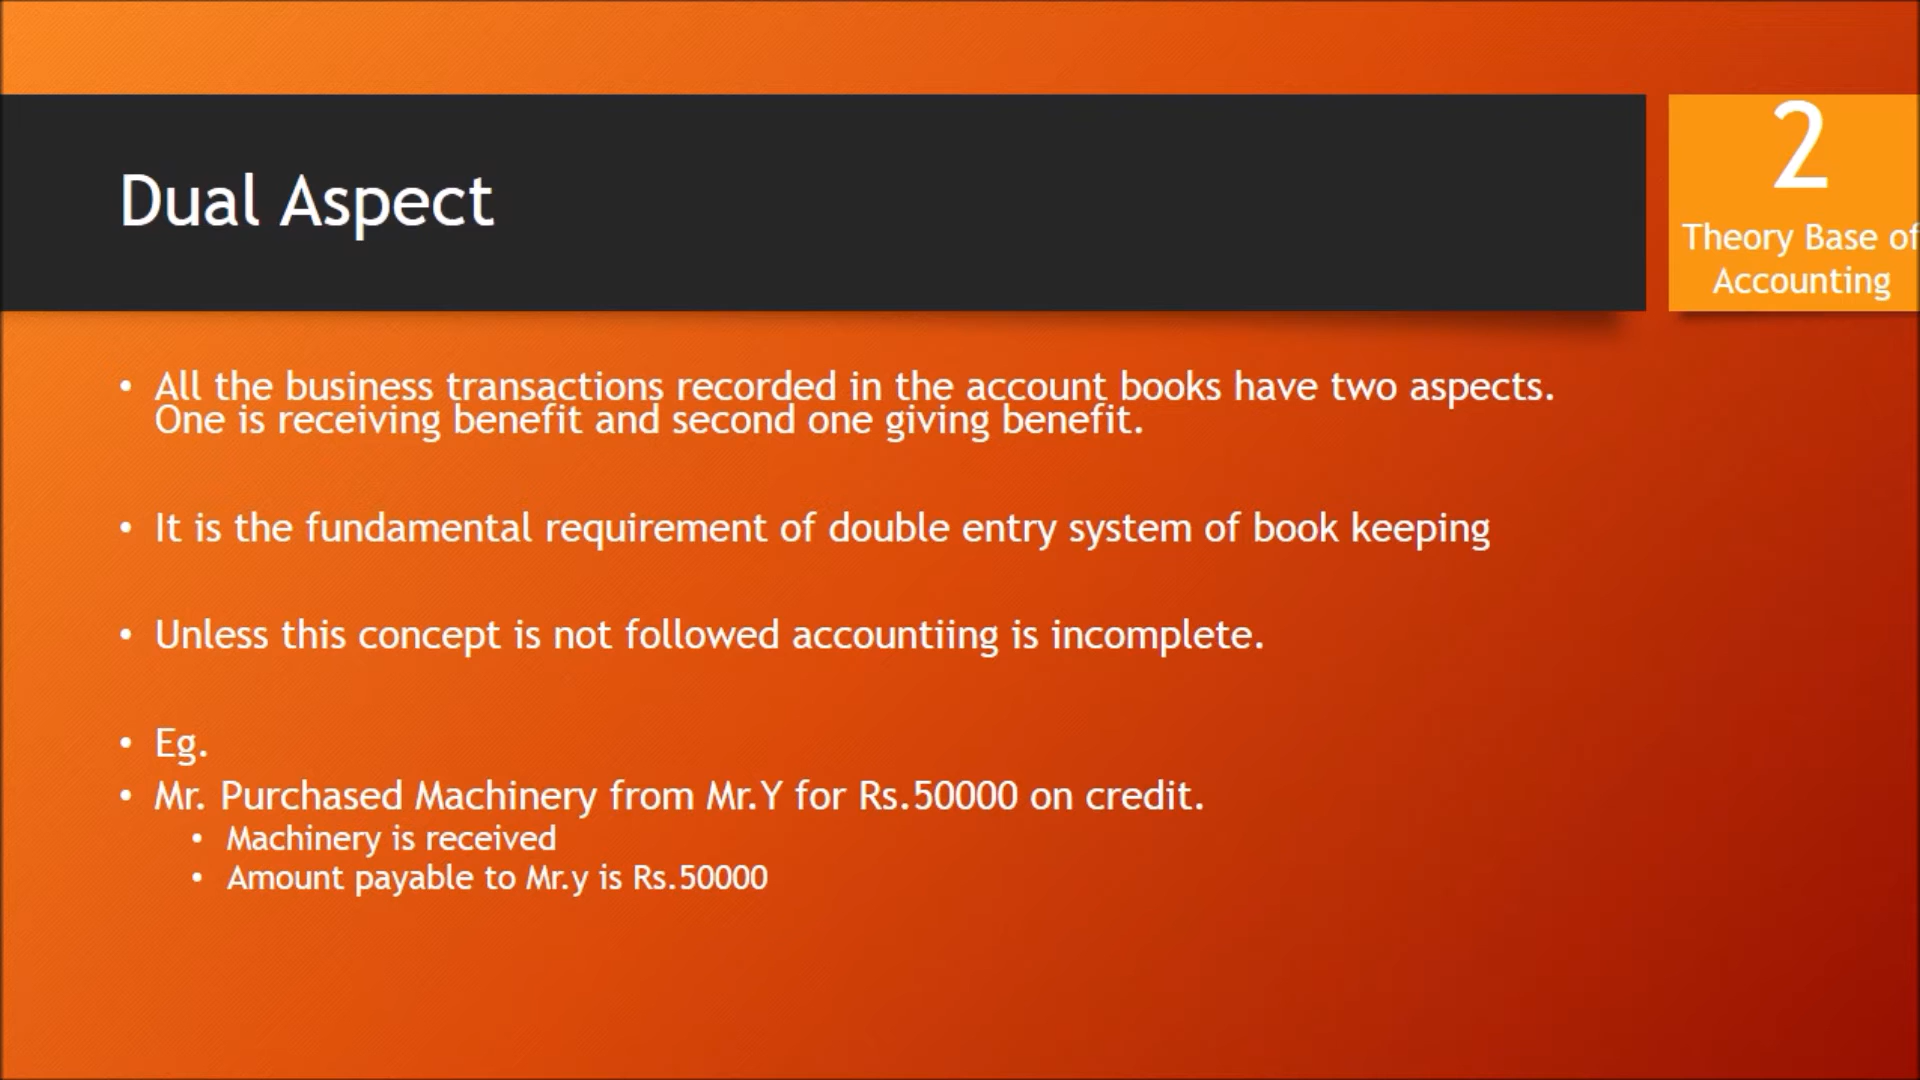 Dual Aspect
2
Theory Base of
Accounting
• All the business transactions recorded in the account books have two aspects.
One is receiving benefit and second one giving benefit.
• It is the fundamental requirement of double entry system of book keeping
• Unless this concept is not followed accountiing is incomplete.
• Eg.
• Mr. Purchased Machinery from Mr.Y for Rs.50000 on credit.
• Machinery is received
• Amount payable to Mr.y is Rs.50000